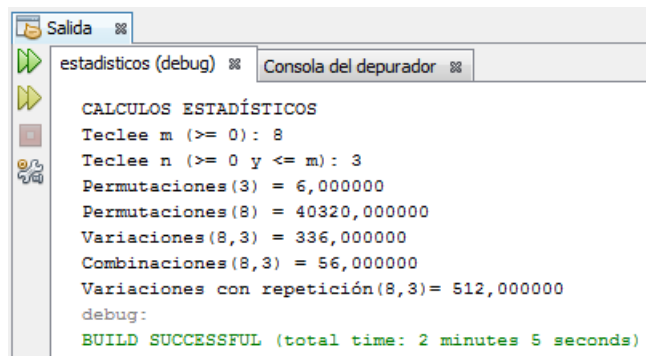 Salida
estadisticos (debug) Consola del depurador
CALCULOS ESTADÍSTICOS
Teclee m (>= 0): 8
Teclee n (>= 0 y <= m): 3
Permutaciones(3) = 6,000000
Permutaciones(8) = 40320,000000
Variaciones(8,3) = 336,000000
Combinaciones(8,3) = 56,000000
Variaciones con repetición(8,3)= 512,000000
debug:
BUILD SUCCESSFUL (total time: 2 minutes 5 seconds)